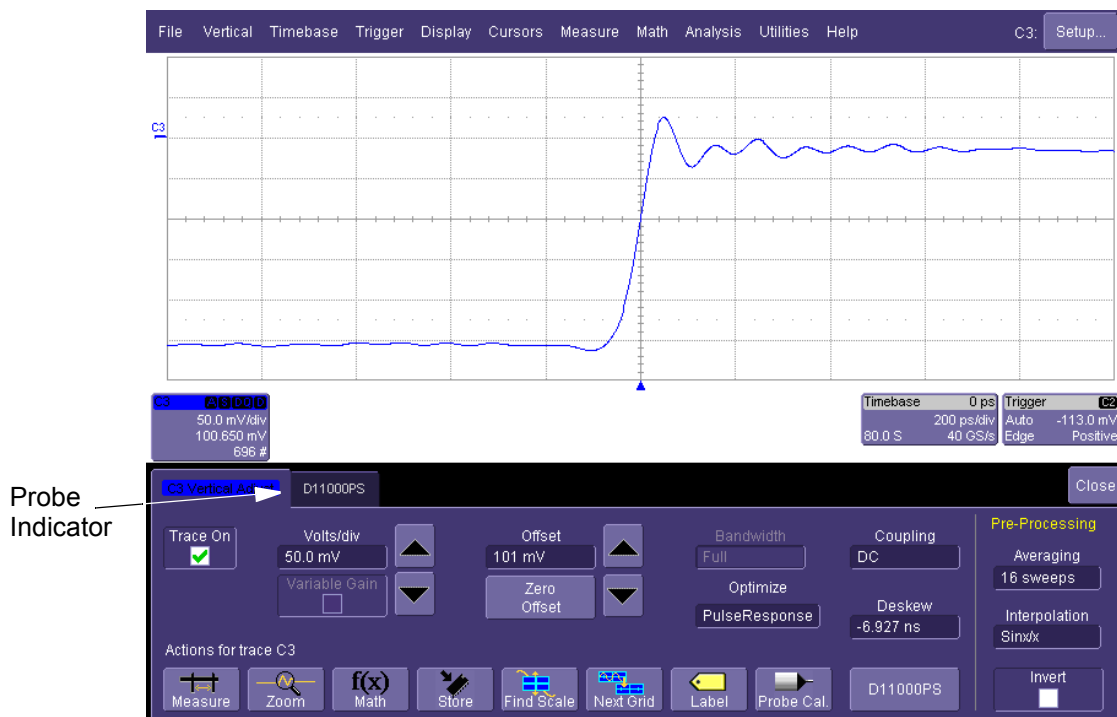 File Vertical Timebase Trigger Display Cursors Measure Math Analysis Utilities Help C3: Setup...
C3
C3
50.0 mV/div
100.650 mV
696 #
Timebase 0 ps
200 ps/div
80.0 S 40 GS/s
Trigger C2
Auto -113.0 mV
Edge Positive
Probe
Indicator
C3 Vertical D11000PS Close
Trace On
Volts/div
50.0 mV
Variable Gain
Offset
101 mV
Zero
Offset
Bandwidth
Full
Optimize
PulseResponse
Coupling
DC
Deskew
-6.927 ns
Pre-Processing
Averaging
16 sweeps
Interpolation
Sinx/x
Invert
Actions for trace C3
Measure
Zoom
f(x)
Math
Store
Find Scale
Next Grid
Label
Probe Cal.
D11000PS